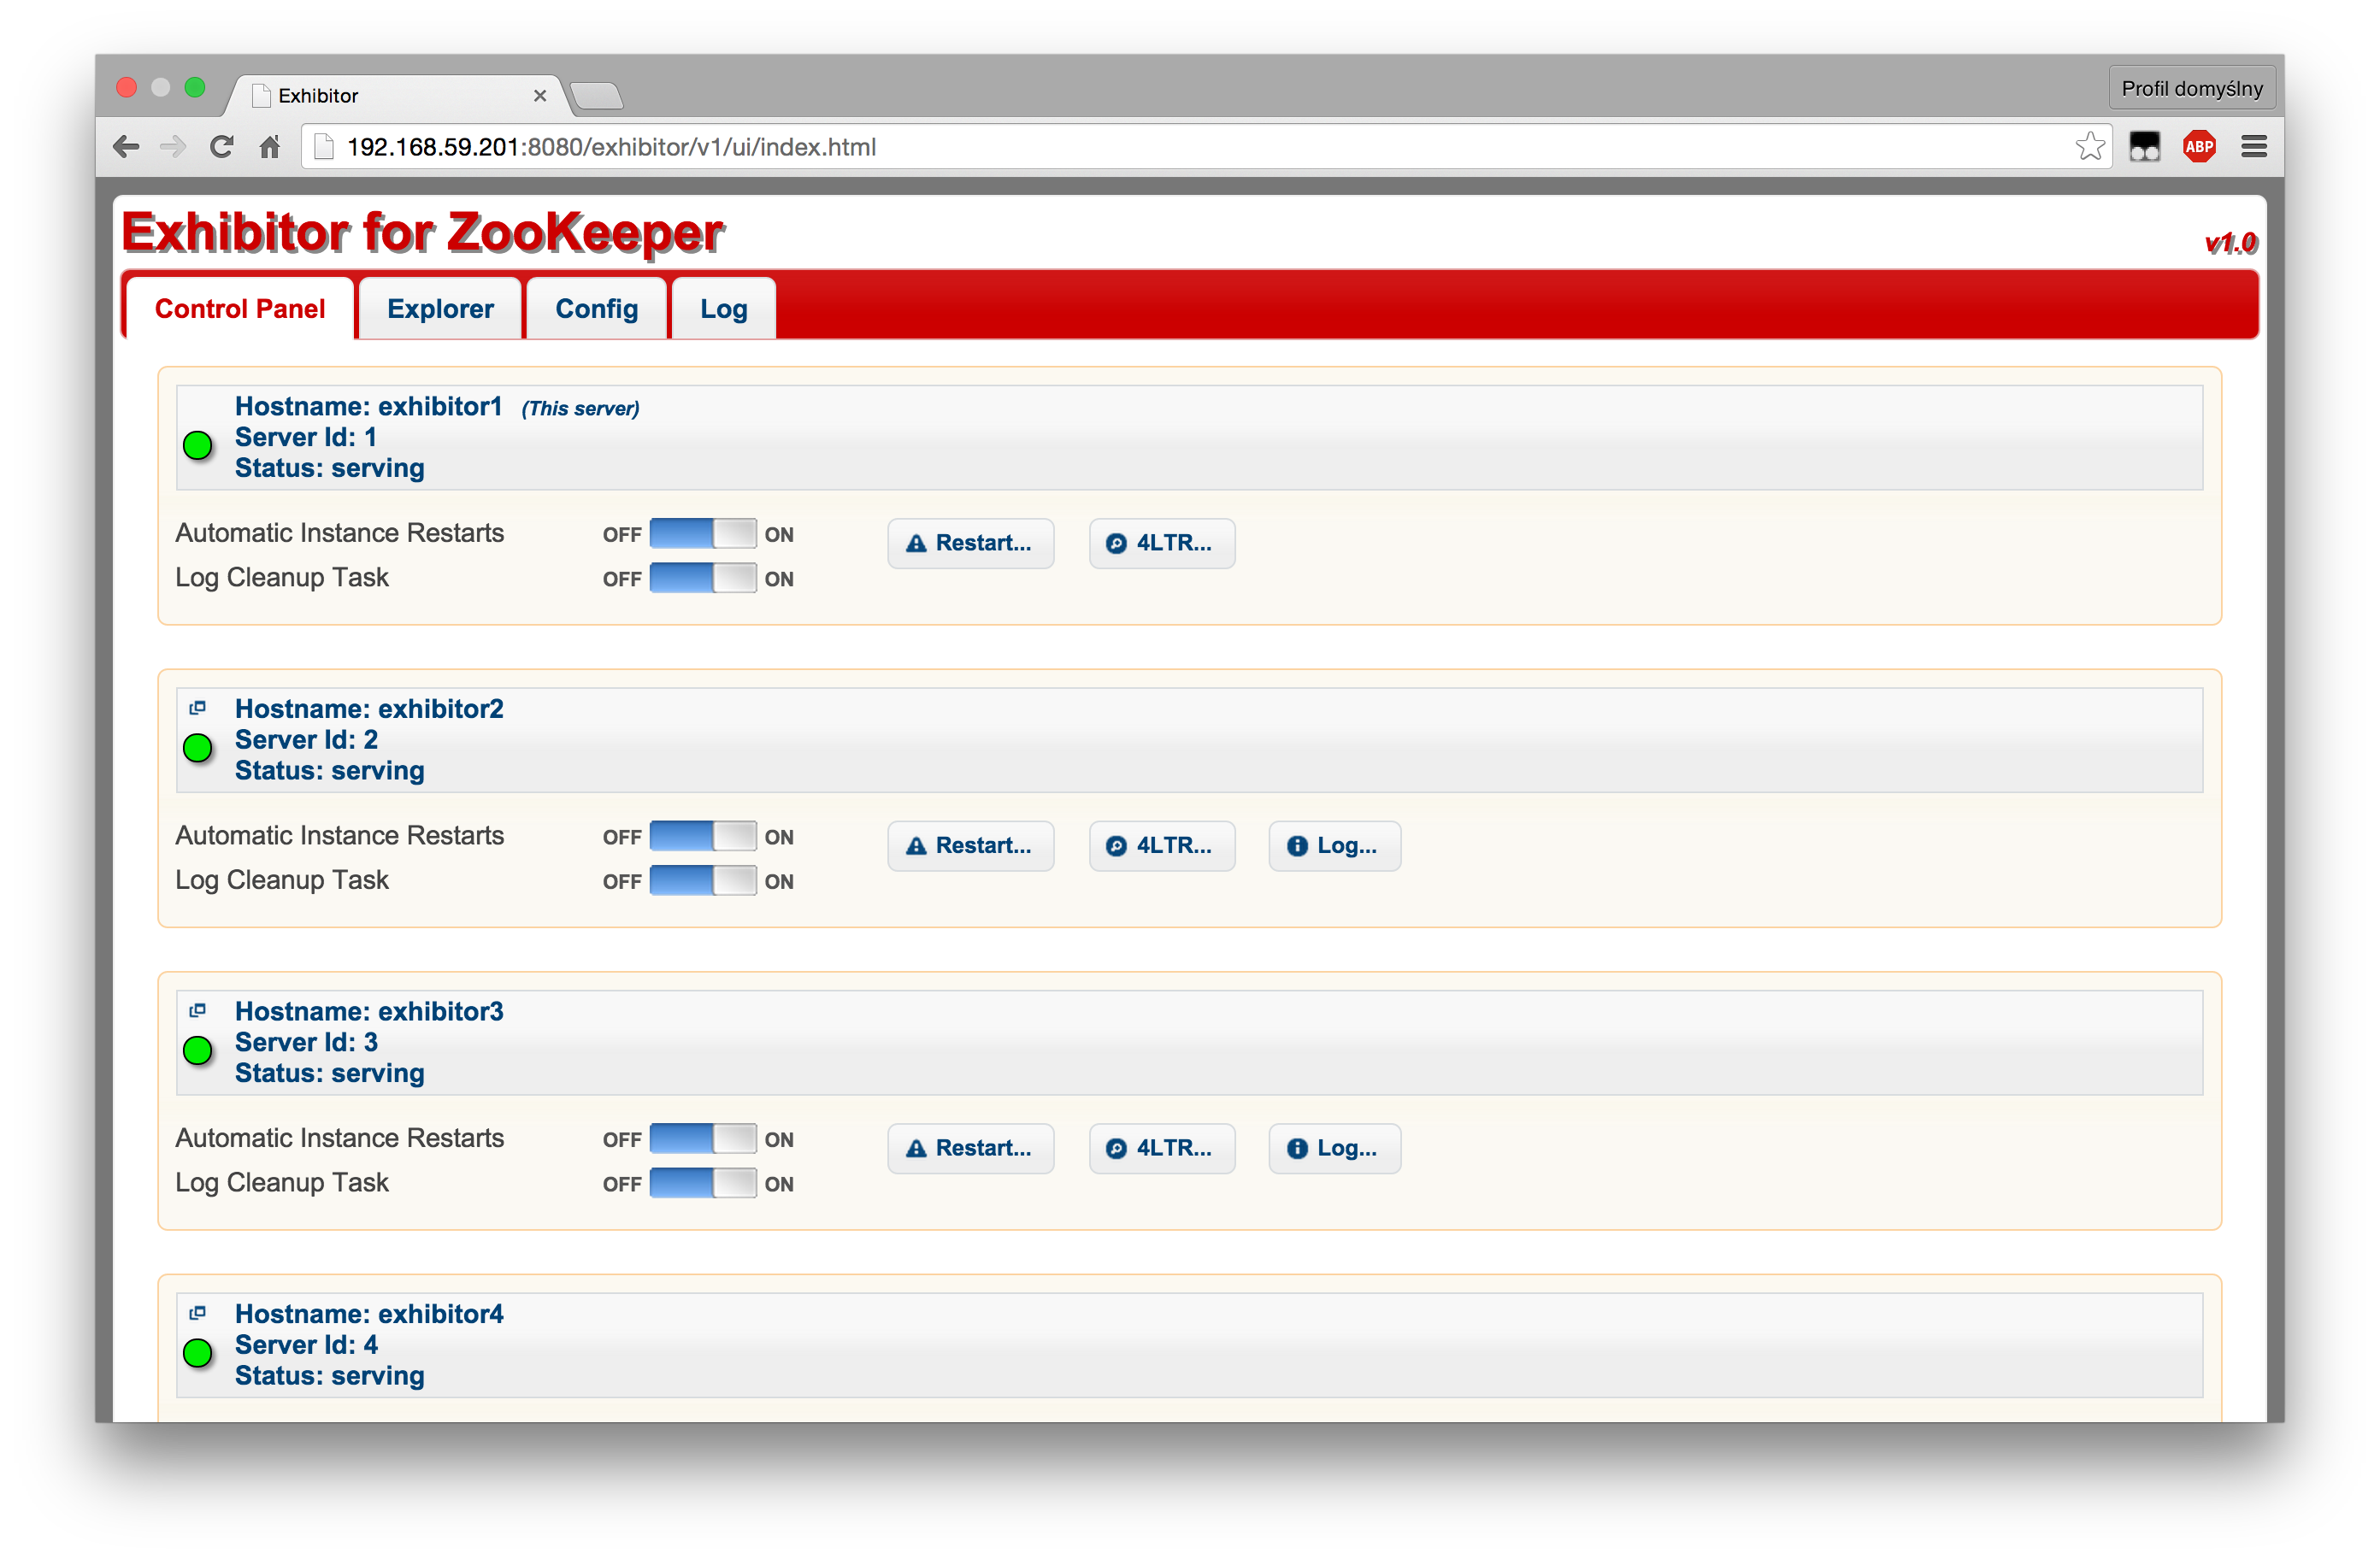 Exhibitor
Profil domyślny
192.168.59.201:8080/exhibitor/v1/ui/index.html
ABP
Exhibitor for ZooKeeper
v1.0
Control Panel Explorer Config Log
Hostname: exhibitor1 (This server)
Server Id: 1
Status: serving
Automatic Instance Restarts OFF ON Restart... 4LTR...
Log Cleanup Task OFF ON
Hostname: exhibitor2
Server Id: 2
Status: serving
Automatic Instance Restarts OFF ON Restart... 4LTR... Log...
Log Cleanup Task OFF ON
Hostname: exhibitor3
Server Id: 3
Status: serving
Automatic Instance Restarts OFF ON Restart... 4LTR... Log...
Log Cleanup Task OFF ON
Hostname: exhibitor4
Server Id: 4
Status: serving